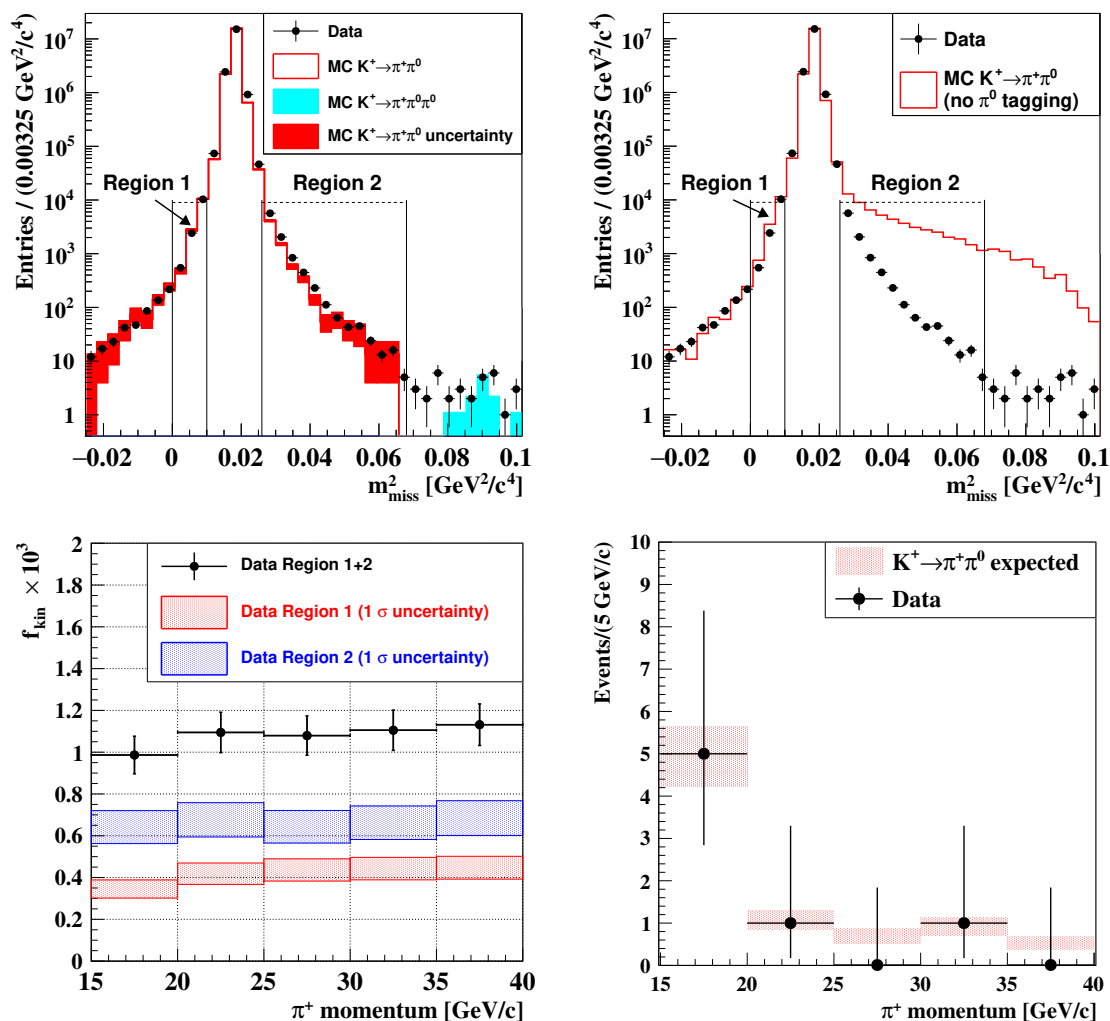 Entries / (0.00325 GeV²/c⁴)
10⁷
10⁶
10⁵
10⁴
10³
10²
10
1
Data
MC K⁺→π⁺π⁰
MC K⁺→π⁺π⁰π⁰
MC K⁺→π⁺π⁰ uncertainty
Region 1
Region 2
−0.02 0 0.02 0.04 0.06 0.08 0.1
m²miss [GeV²/c⁴]
Entries / (0.00325 GeV²/c⁴)
10⁷
10⁶
10⁵
10⁴
10³
10²
10
1
Data
MC K⁺→π⁺π⁰
(no π⁰ tagging)
Region 1
Region 2
−0.02 0 0.02 0.04 0.06 0.08 0.1
m²miss [GeV²/c⁴]
f_kin × 10³
2
1.8
1.6
1.4
1.2
1
0.8
0.6
0.4
0.2
0
Data Region 1+2
Data Region 1 (1 σ uncertainty)
Data Region 2 (1 σ uncertainty)
15 20 25 30 35 40
π⁺ momentum [GeV/c]
Events/(5 GeV/c)
10
9
8
7
6
5
4
3
2
1
0
K⁺→π⁺π⁰ expected
Data
15 20 25 30 35 40
π⁺ momentum [GeV/c]